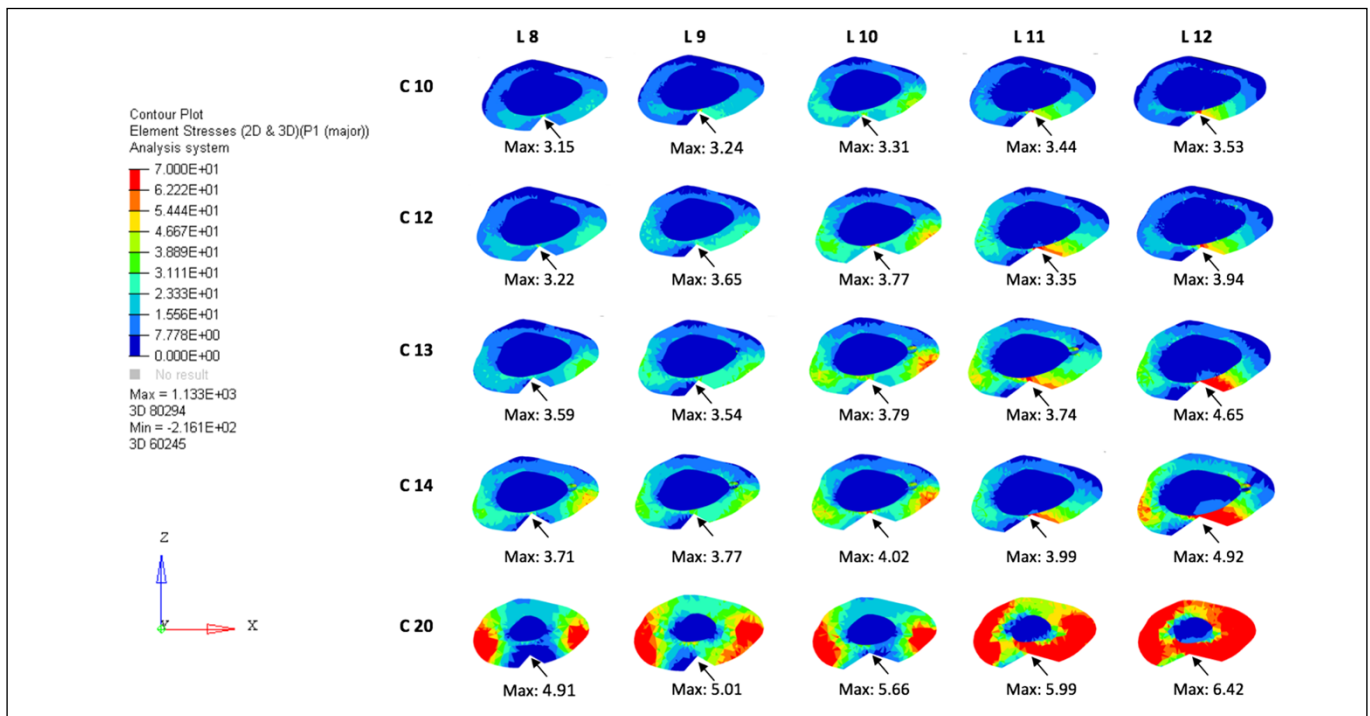 L 8 L 9 L 10 L 11 L 12
C 10
Contour Plot
Element Stresses (2D & 3D)(P1 (major))
Analysis system
7.000E+01
6.222E+01
5.444E+01
4.667E+01
3.889E+01
3.111E+01
2.333E+01
1.556E+01
7.778E+00
0.000E+00
No result
Max = 1.133E+03
3D 80294
Min = -2.161E+02
3D 60245
Max: 3.15 Max: 3.24 Max: 3.31 Max: 3.44 Max: 3.53
C 12
Max: 3.22 Max: 3.65 Max: 3.77 Max: 3.35 Max: 3.94
C 13
Max: 3.59 Max: 3.54 Max: 3.79 Max: 3.74 Max: 4.65
C 14
Max: 3.71 Max: 3.77 Max: 4.02 Max: 3.99 Max: 4.92
Z
Y X
C 20
Max: 4.91 Max: 5.01 Max: 5.66 Max: 5.99 Max: 6.42